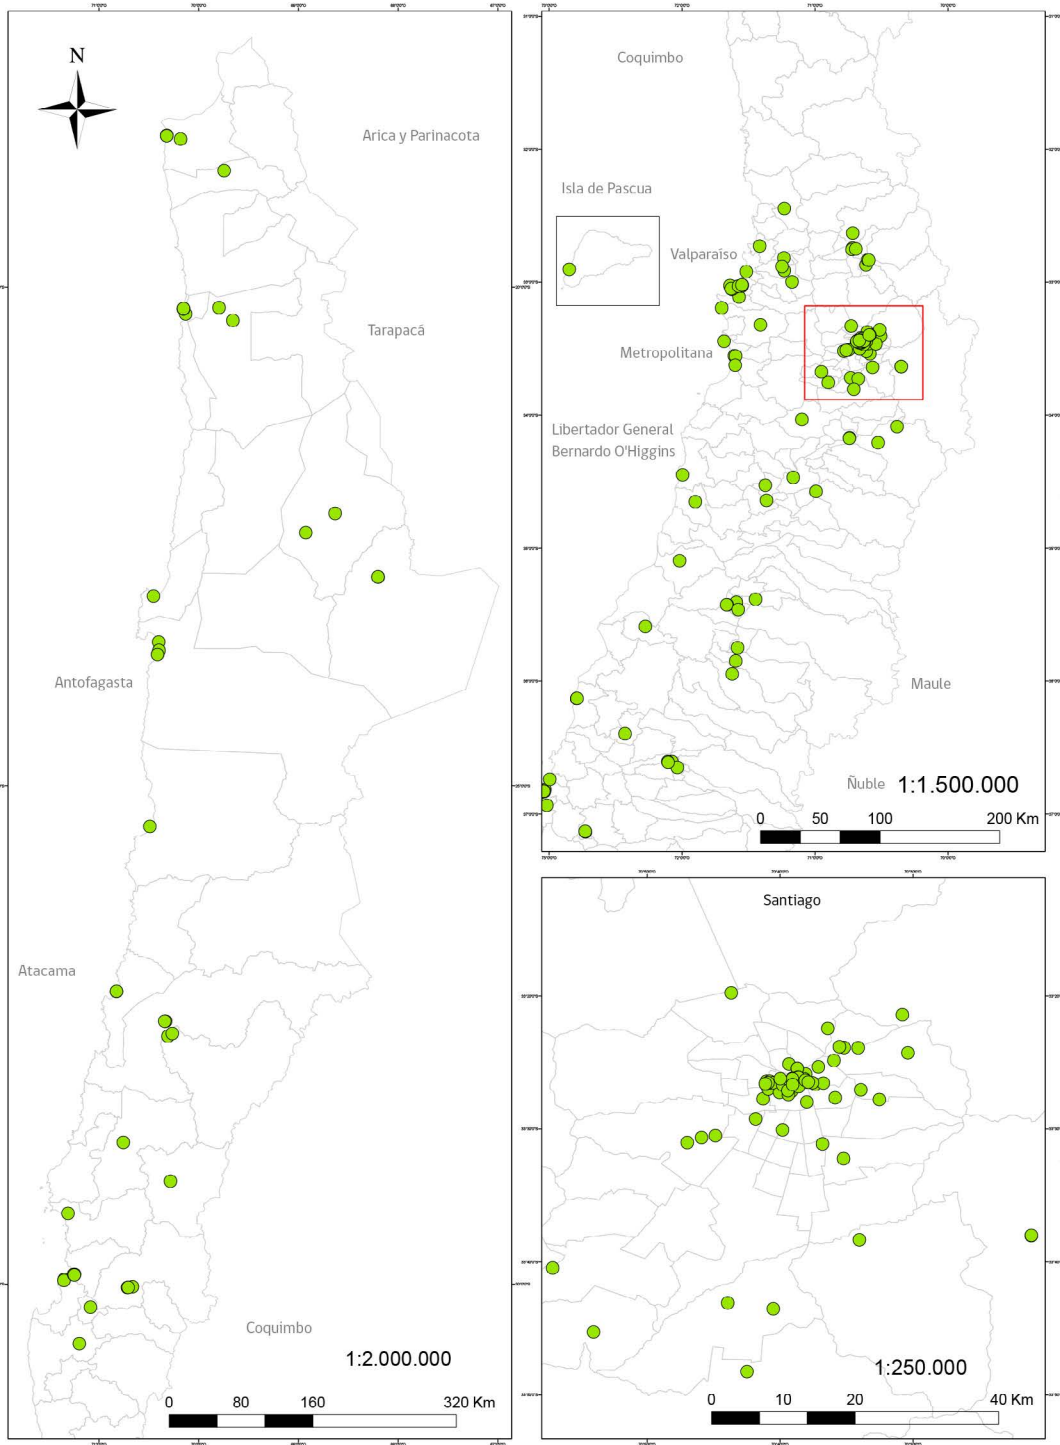 N
Arica y Parinacota
Tarapacá
Antofagasta
Atacama
Coquimbo
1:2.000.000
0 80 160 320 Km
Coquimbo
Isla de Pascua
Valparaíso
Metropolitana
Libertador General
Bernardo O'Higgins
Maule
Ñuble 1:1.500.000
0 50 100 200 Km
Santiago
1:250.000
0 10 20 40 Km